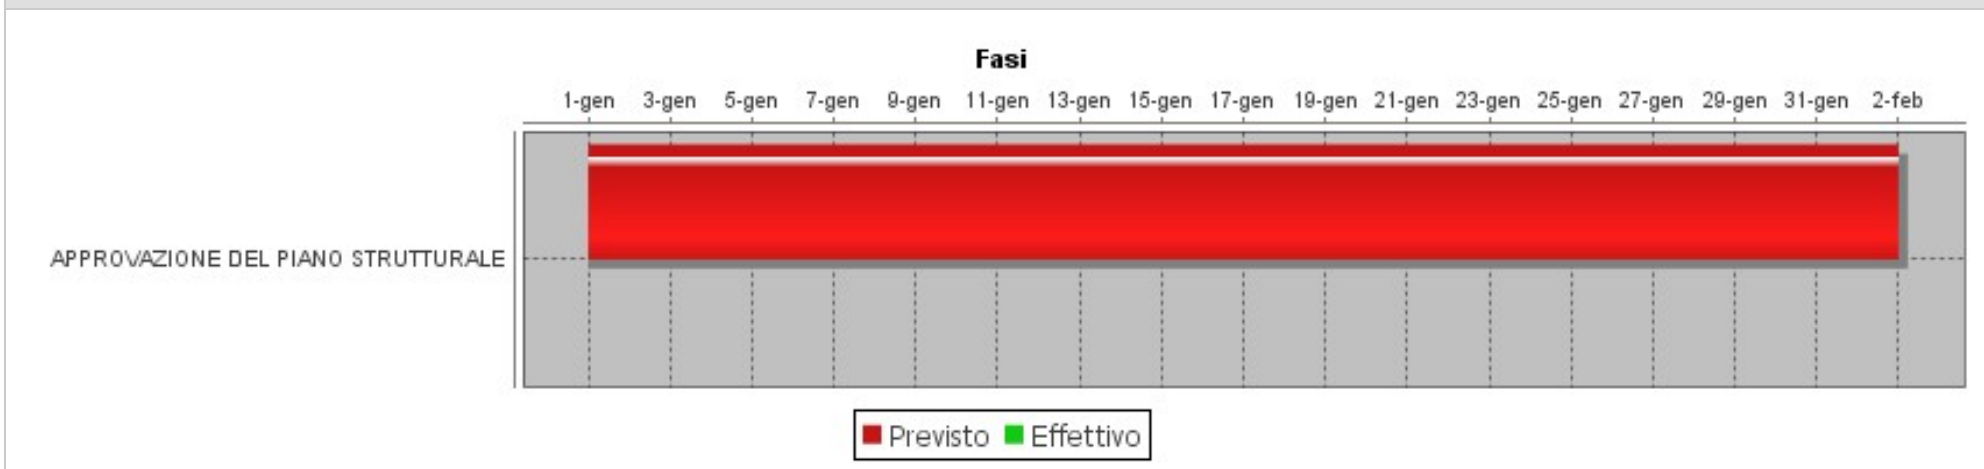 Fasi
1-gen 3-gen 5-gen 7-gen 9-gen 11-gen 13-gen 15-gen 17-gen 19-gen 21-gen 23-gen 25-gen 27-gen 29-gen 31-gen 2-feb
APPROVAZIONE DEL PIANO STRUTTURALE
Previsto Effettivo